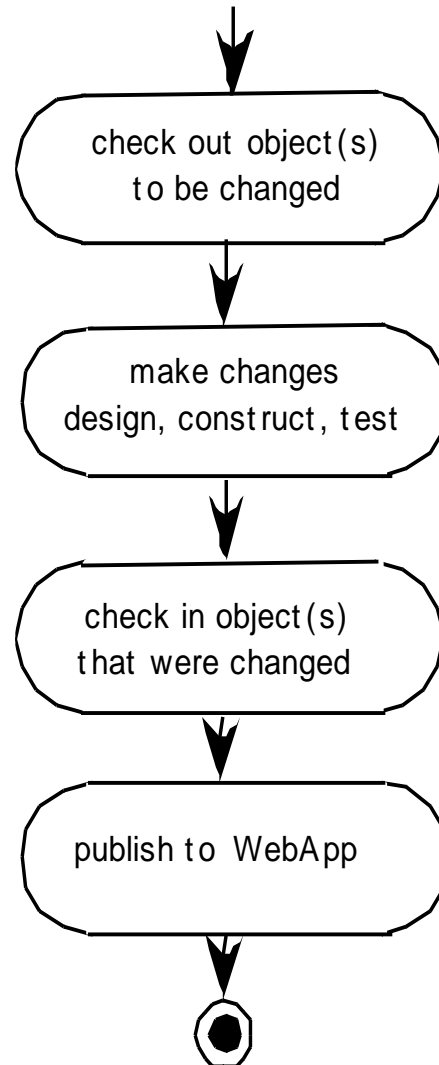 check out object(s)
to be changed
make changes
design, construct, test
check in object(s)
that were changed
publish to WebApp